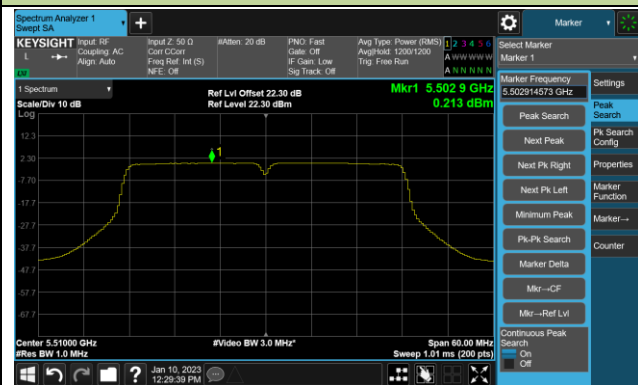 Spectrum Analyzer 1
Swept SA
+
Marker
KEYSIGHT
L
Input: RF
Coupling: AC
Align: Auto
Input Z: 50 Ω
Corr CCorr
Freq Ref: Int (S)
NFE: Off
#Atten: 20 dB
PNO: Fast
Gate: Off
IF Gain: Low
Sig Track: Off
Avg Type: Power (RMS)
Avg|Hold: 1200/1200
Trig: Free Run
1 2 3 4 5 6
A W W W W W
A N N N N N
Select Marker
Marker 1
1 Spectrum
Scale/Div 10 dB
Log
Ref Lvl Offset 22.30 dB
Ref Level 22.30 dBm
Mkr1 5.502 9 GHz
0.213 dBm
12.3
2.30
-7.70
-17.7
-27.7
-37.7
-47.7
-57.7
-67.7
1
Center 5.51000 GHz
#Res BW 1.0 MHz
#Video BW 3.0 MHz*
Span 60.00 MHz
Sweep 1.01 ms (200 pts)
Marker Frequency
5.502914573 GHz
Peak Search
Next Peak
Next Pk Right
Next Pk Left
Minimum Peak
Pk-Pk Search
Marker Delta
Mkr→CF
Mkr→Ref Lvl
Continuous Peak
Search
On
Off
Settings
Peak
Search
Pk Search
Config
Properties
Marker
Function
Marker→
Counter
?
Jan 10, 2023
12:29:39 PM